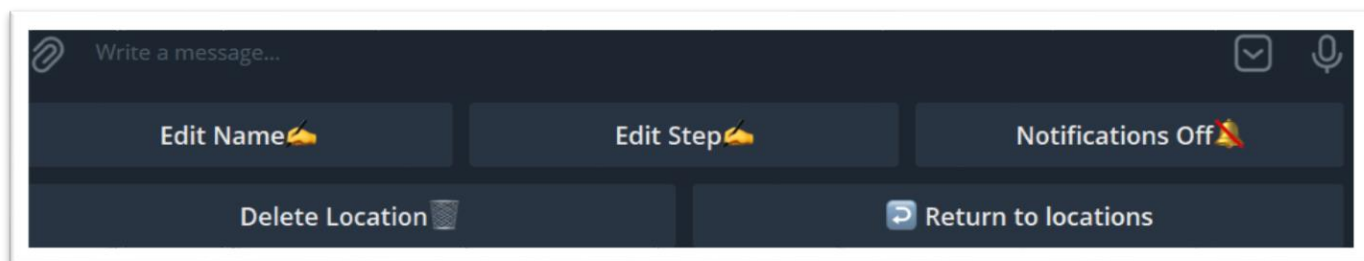 Write a message...
Edit Name✍️ Edit Step✍️ Notifications Off🔕
Delete Location🗑️ ↩️ Return to locations